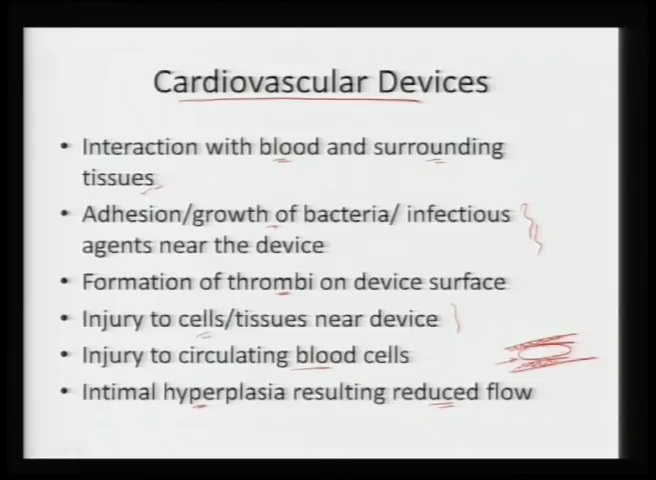 Cardiovascular Devices
• Interaction with blood and surrounding
tissues
• Adhesion/growth of bacteria/ infectious
agents near the device
• Formation of thrombi on device surface
• Injury to cells/tissues near device
• Injury to circulating blood cells
• Intimal hyperplasia resulting reduced flow